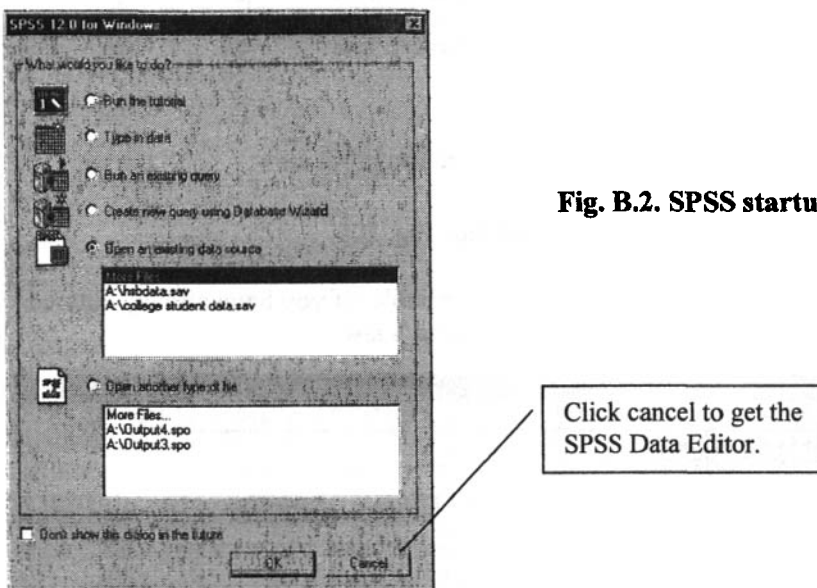 SPSS 12.0 for Windows
What would you like to do?
Run the tutorial
Type in data
Run an existing query
Create new query using Database Wizard
Open an existing data source
More Files...
A:\hsbdata.sav
A:\college student data.sav
Open another type of file
More Files...
A:\Output4.spo
A:\Output3.spo
Don't show this dialog in the future
OK
Cancel
Fig. B.2. SPSS startu
Click cancel to get the
SPSS Data Editor.